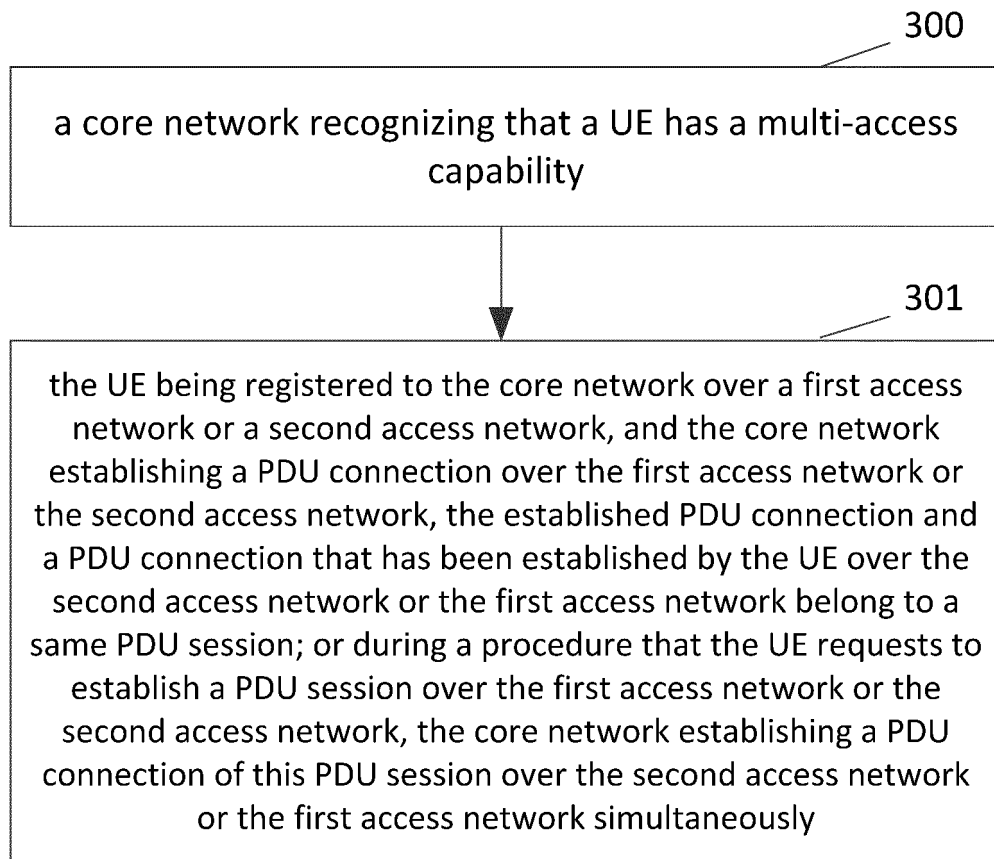 300
a core network recognizing that a UE has a multi-access
capability
301
the UE being registered to the core network over a first access
network or a second access network, and the core network
establishing a PDU connection over the first access network or
the second access network, the established PDU connection and
a PDU connection that has been established by the UE over the
second access network or the first access network belong to a
same PDU session; or during a procedure that the UE requests to
establish a PDU session over the first access network or the
second access network, the core network establishing a PDU
connection of this PDU session over the second access network
or the first access network simultaneously